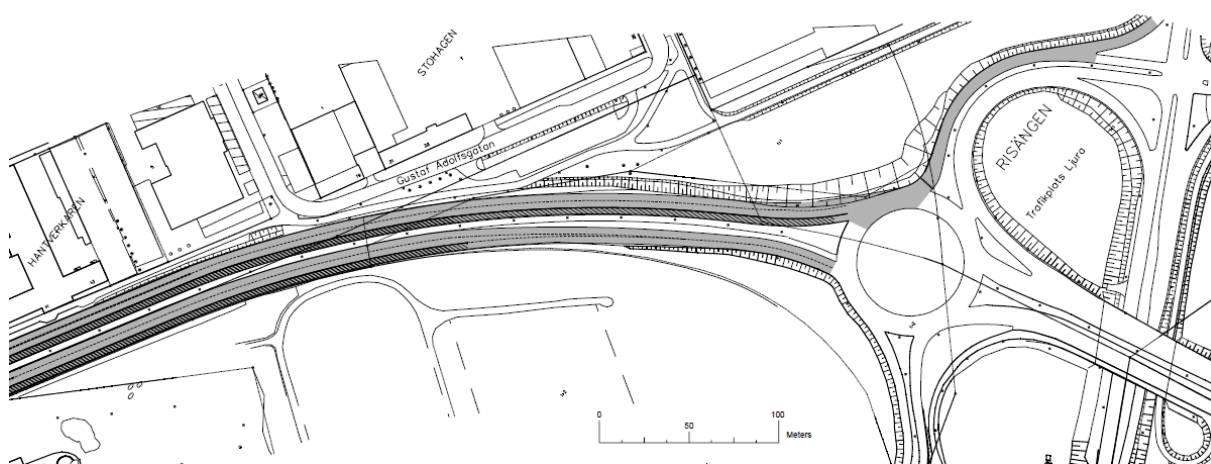 STOHAGEN
HANTVERKAREN
Gustaf Adolfsgatan
RISÄNGEN
Trafikplats Ljura
0
50
100
Meters